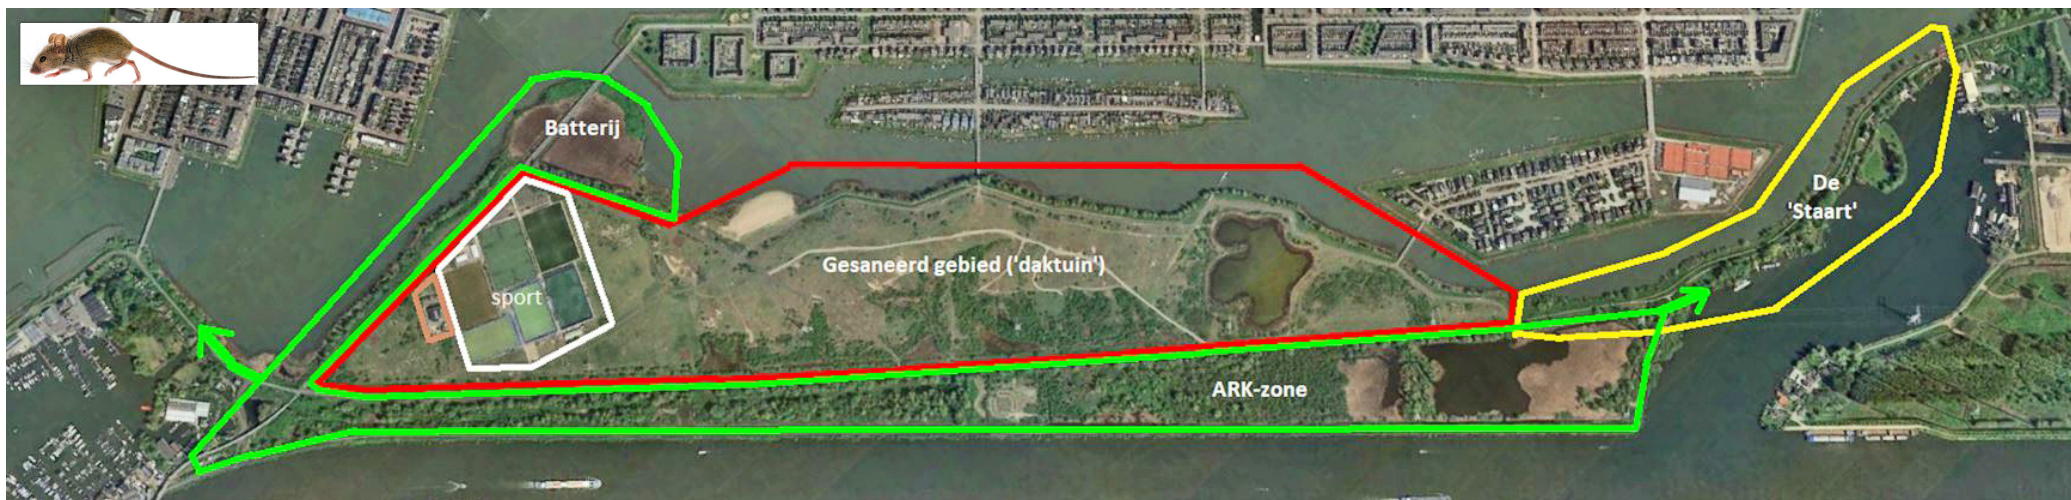 Batterij
De
'Staart'
Gesaneerd gebied ('daktuin')
sport
ARK-zone